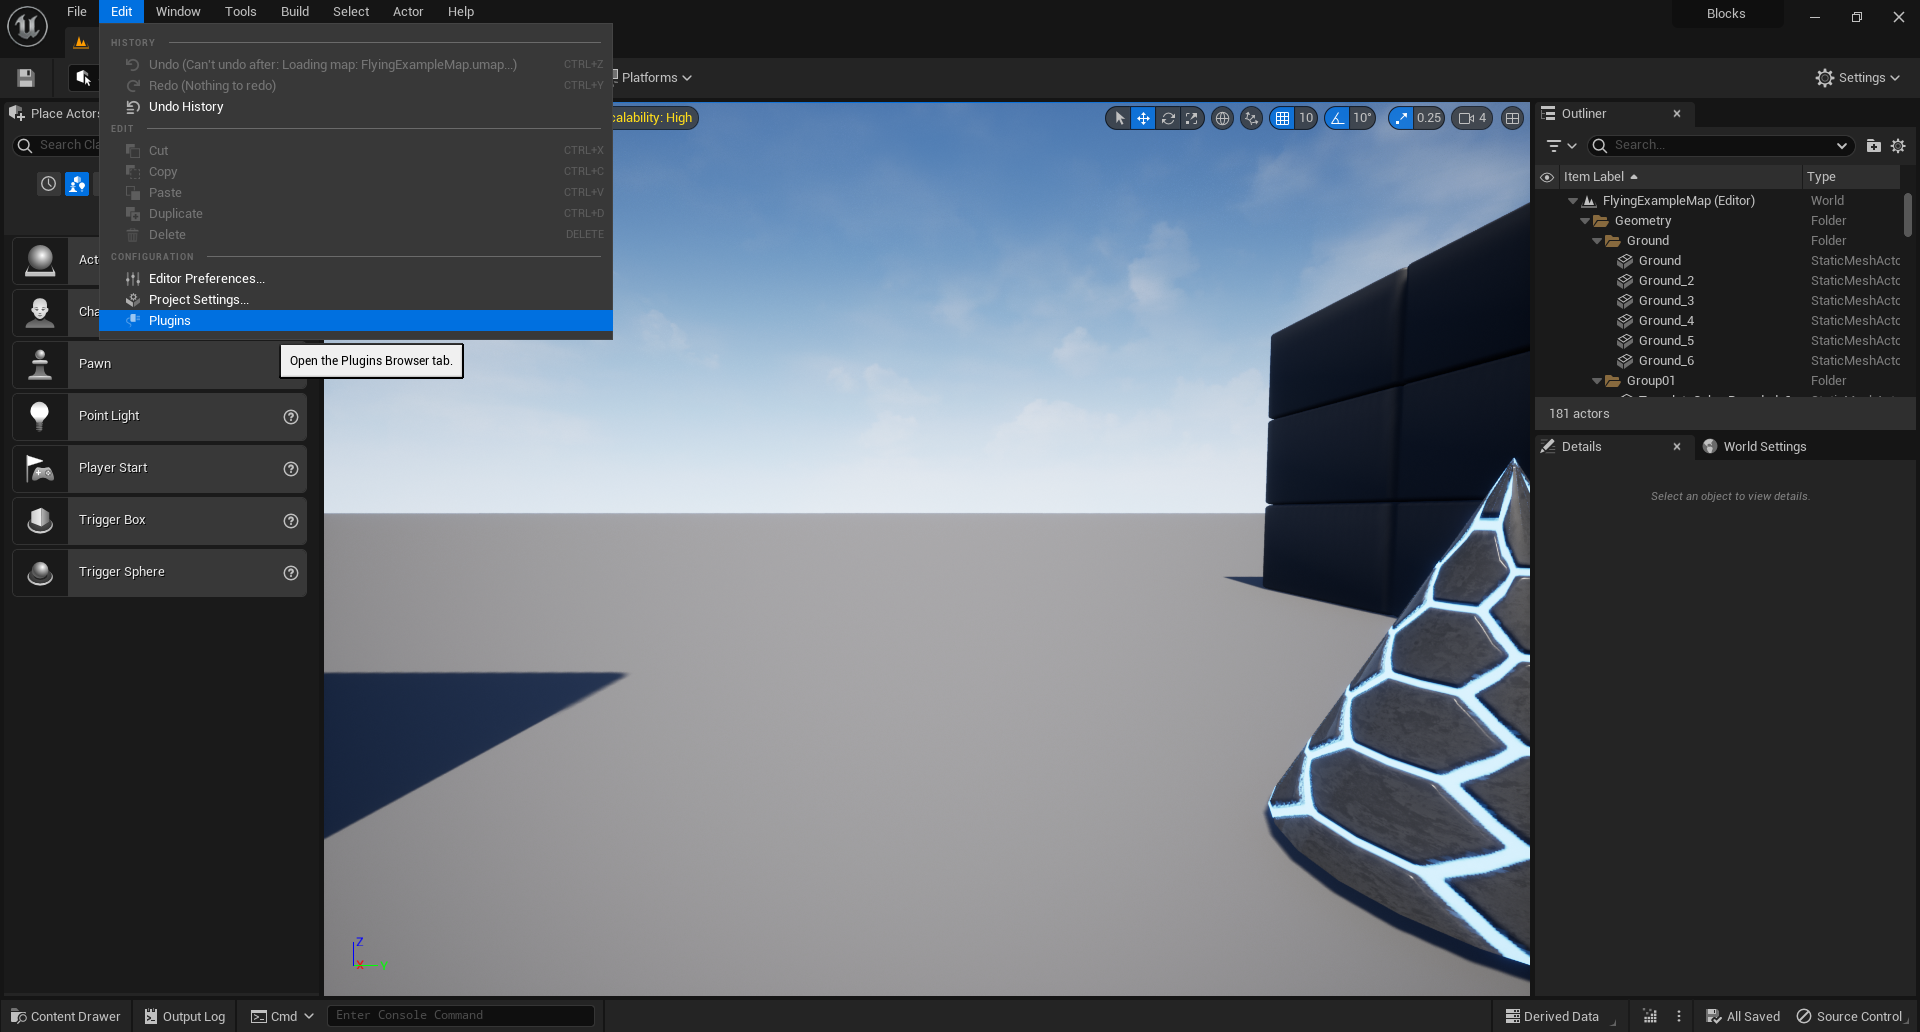 File
Edit
Window
Tools
Build
Select
Actor
Help
Blocks
HISTORY
Undo (Can't undo after: Loading map: FlyingExampleMap.umap...) CTRL+Z
Redo (Nothing to redo) CTRL+Y
Undo History
EDIT
Cut CTRL+X
Copy CTRL+C
Paste CTRL+V
Duplicate CTRL+D
Delete DELETE
CONFIGURATION
Editor Preferences...
Project Settings...
Plugins
Open the Plugins Browser tab.
Platforms
Settings
Place Actors
Search Cla
Act
Cha
Pawn
Point Light
Player Start
Trigger Box
Trigger Sphere
calability: High
10
10°
0.25
4
Z
X
Y
Outliner
Search...
Item Label Type
FlyingExampleMap (Editor) World
Geometry Folder
Ground Folder
Ground StaticMeshActo
Ground_2 StaticMeshActo
Ground_3 StaticMeshActo
Ground_4 StaticMeshActo
Ground_5 StaticMeshActo
Ground_6 StaticMeshActo
Group01 Folder
181 actors
Details
World Settings
Select an object to view details.
Content Drawer
Output Log
Cmd
Enter Console Command
Derived Data
All Saved
Source Control